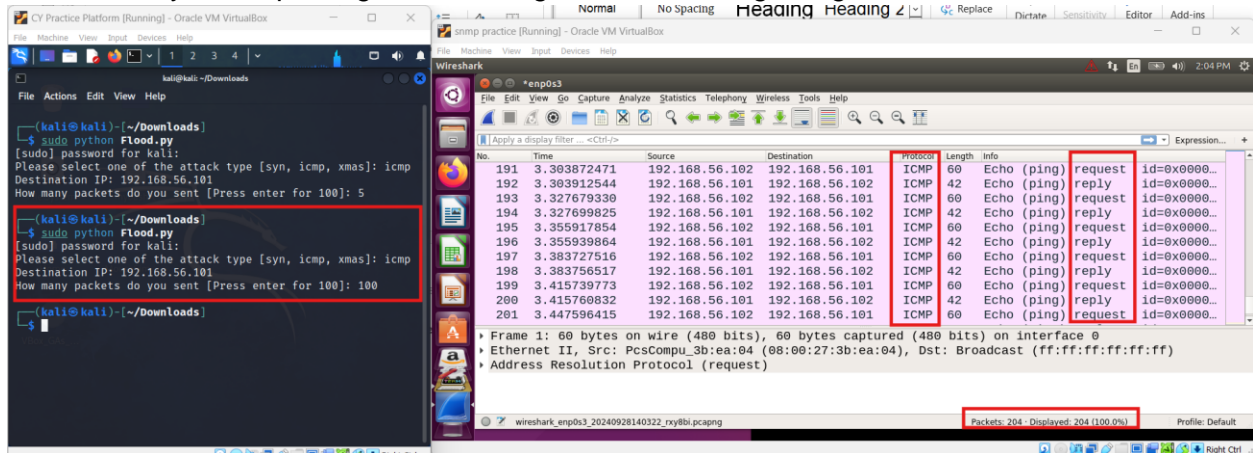 Normal No Spacing Heading Heading 2 Replace Dictate Sensitivity Editor Add-ins
CY Practice Platform [Running] - Oracle VM VirtualBox
File Machine View Input Devices Help
1 2 3 4
kali@kali: ~/Downloads
File Actions Edit View Help
(kali㉿kali)-[~/Downloads]
$ sudo python Flood.py
[sudo] password for kali:
Please select one of the attack type [syn, icmp, xmas]: icmp
Destination IP: 192.168.56.101
How many packets do you sent [Press enter for 100]: 5
(kali㉿kali)-[~/Downloads]
$ sudo python Flood.py
[sudo] password for kali:
Please select one of the attack type [syn, icmp, xmas]: icmp
Destination IP: 192.168.56.101
How many packets do you sent [Press enter for 100]: 100
(kali㉿kali)-[~/Downloads]
$
snmp practice [Running] - Oracle VM VirtualBox
File Machine View Input Devices Help
Wireshark En 2:04 PM
*enp0s3
File Edit View Go Capture Analyze Statistics Telephony Wireless Tools Help
Apply a display filter ... <Ctrl-/> Expression... +
No. Time Source Destination Protocol Length Info
191 3.303872471 192.168.56.102 192.168.56.101 ICMP 60 Echo (ping) request id=0x0000…
192 3.303912544 192.168.56.101 192.168.56.102 ICMP 42 Echo (ping) reply id=0x0000…
193 3.327679330 192.168.56.102 192.168.56.101 ICMP 60 Echo (ping) request id=0x0000…
194 3.327699825 192.168.56.101 192.168.56.102 ICMP 42 Echo (ping) reply id=0x0000…
195 3.355917854 192.168.56.102 192.168.56.101 ICMP 60 Echo (ping) request id=0x0000…
196 3.355939864 192.168.56.101 192.168.56.102 ICMP 42 Echo (ping) reply id=0x0000…
197 3.383727516 192.168.56.102 192.168.56.101 ICMP 60 Echo (ping) request id=0x0000…
198 3.383756517 192.168.56.101 192.168.56.102 ICMP 42 Echo (ping) reply id=0x0000…
199 3.415739773 192.168.56.102 192.168.56.101 ICMP 60 Echo (ping) request id=0x0000…
200 3.415760832 192.168.56.101 192.168.56.102 ICMP 42 Echo (ping) reply id=0x0000…
201 3.447596415 192.168.56.102 192.168.56.101 ICMP 60 Echo (ping) request id=0x0000…
Frame 1: 60 bytes on wire (480 bits), 60 bytes captured (480 bits) on interface 0
Ethernet II, Src: PcsCompu_3b:ea:04 (08:00:27:3b:ea:04), Dst: Broadcast (ff:ff:ff:ff:ff:ff)
Address Resolution Protocol (request)
wireshark_enp0s3_20240928140322_rxy8bi.pcapng Packets: 204 · Displayed: 204 (100.0%) Profile: Default
Right Ctrl